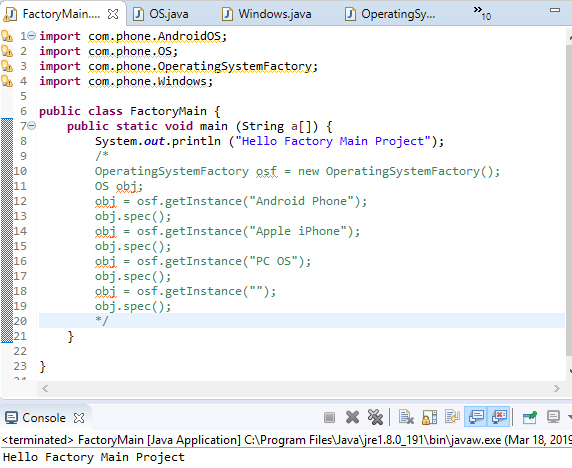 FactoryMain.... OS.java Windows.java OperatingSy... »10
1 import com.phone.AndroidOS;
2 import com.phone.OS;
3 import com.phone.OperatingSystemFactory;
4 import com.phone.Windows;
5
6 public class FactoryMain {
7 public static void main (String a[]) {
8 System.out.println ("Hello Factory Main Project");
9 /*
10 OperatingSystemFactory osf = new OperatingSystemFactory();
11 OS obj;
12 obj = osf.getInstance("Android Phone");
13 obj.spec();
14 obj = osf.getInstance("Apple iPhone");
15 obj.spec();
16 obj = osf.getInstance("PC OS");
17 obj.spec();
18 obj = osf.getInstance("");
19 obj.spec();
20 */
21 }
22
23 }
24
Console
<terminated> FactoryMain [Java Application] C:\Program Files\Java\jre1.8.0_191\bin\javaw.exe (Mar 18, 2019
Hello Factory Main Project